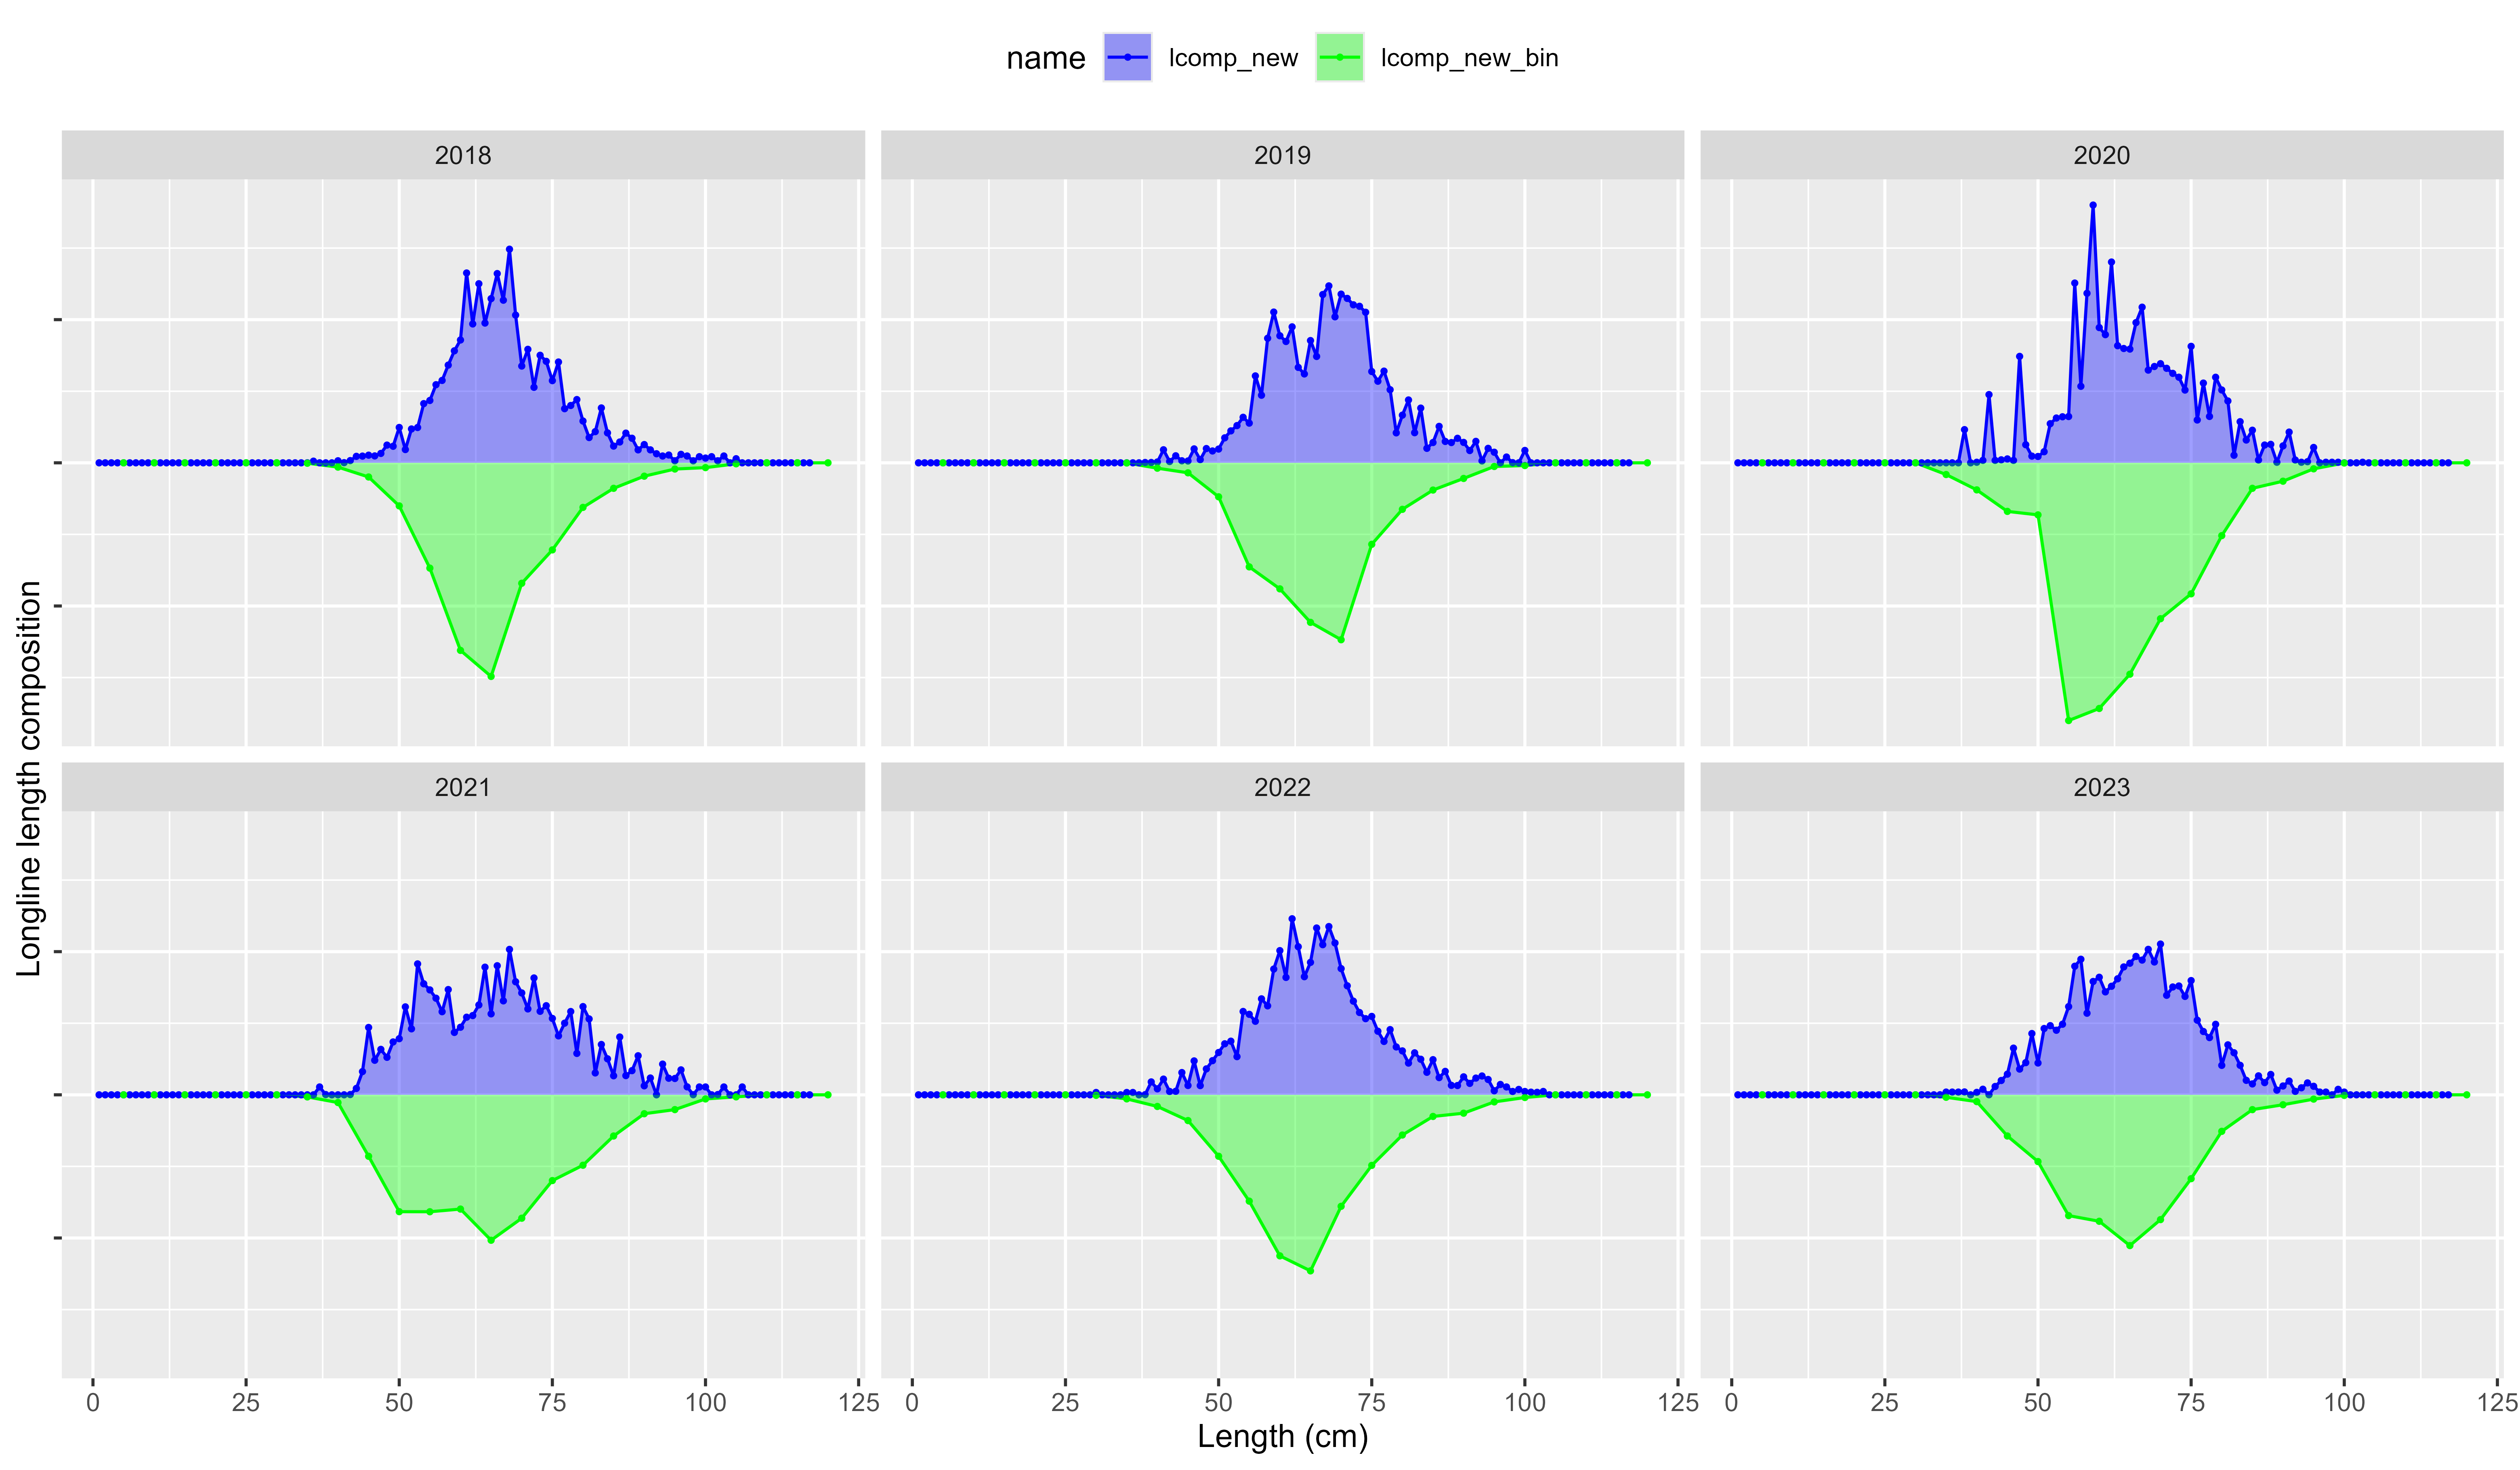 name lcomp_new lcomp_new_bin
2018 2019 2020
Longline length composition
2021 2022 2023
0 25 50 75 100 125 0 25 50 75 100 125 0 25 50 75 100 125
Length (cm)